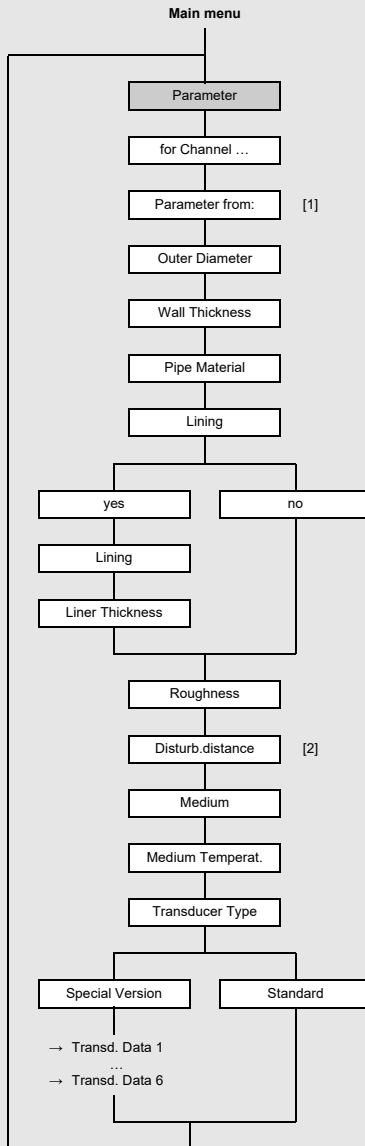 Main menu
Parameter
for Channel …
Parameter from: [1]
Outer Diameter
Wall Thickness
Pipe Material
Lining
yes no
Lining
Liner Thickness
Roughness
Disturb.distance [2]
Medium
Medium Temperat.
Transducer Type
Special Version Standard
→ Transd. Data 1
…
→ Transd. Data 6